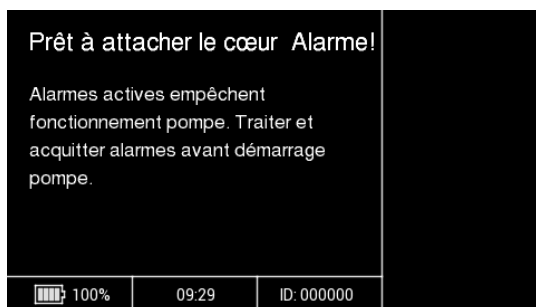 Prêt à attacher le cœur Alarme!
Alarmes actives empêchent
fonctionnement pompe. Traiter et
acquitter alarmes avant démarrage
pompe.
100% 09:29 ID: 000000